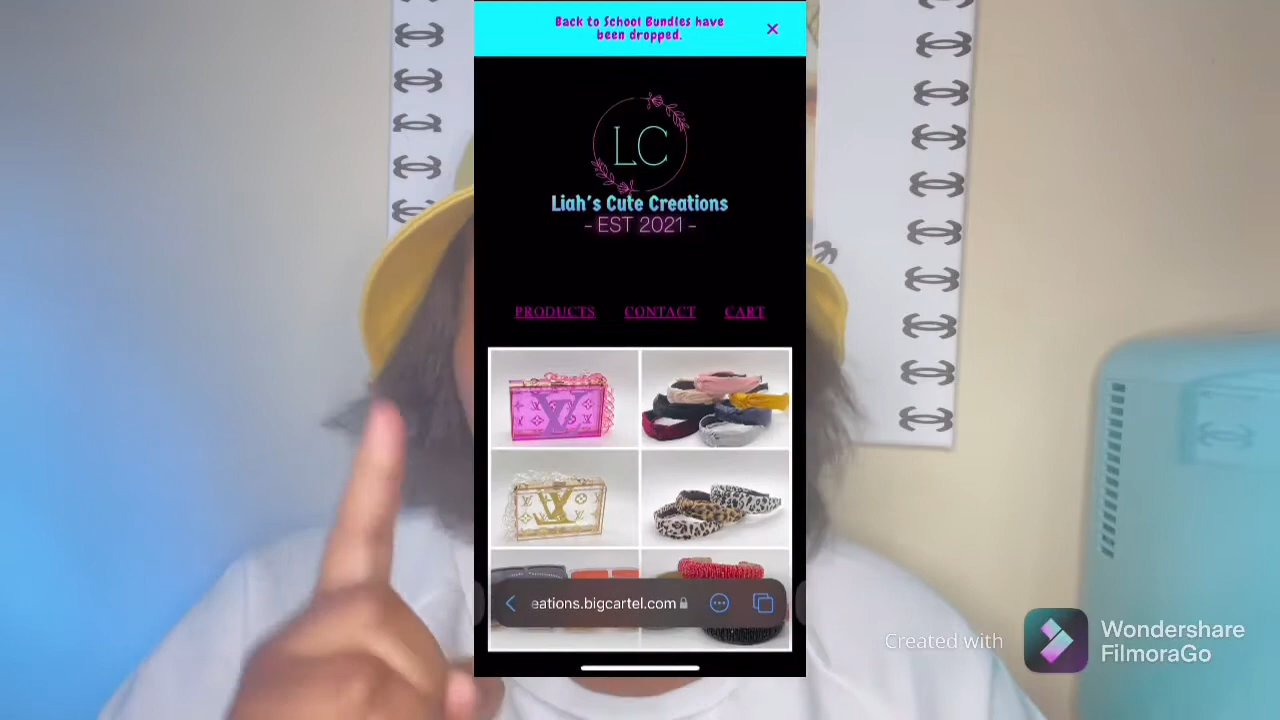 Back to School Bundles have
been dropped.
LC
Liah's Cute Creations
- EST 2021 -
PRODUCTS CONTACT CART
eations.bigcartel.com
Created with
Wondershare
FilmoraGo